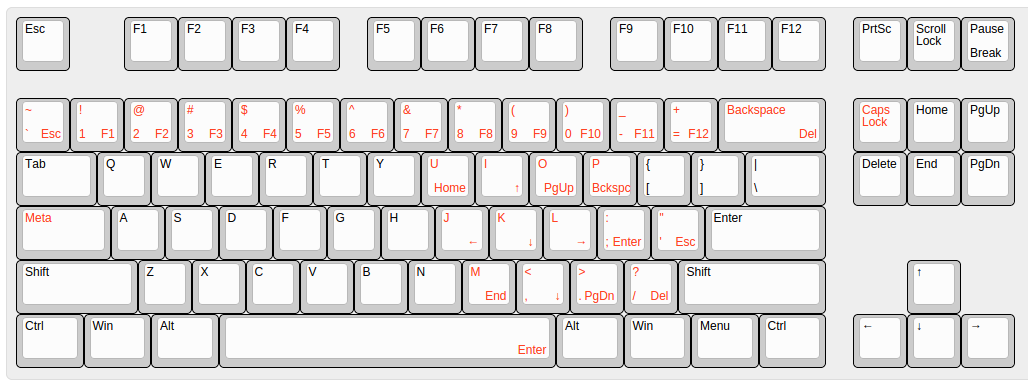 Esc F1 F2 F3 F4 F5 F6 F7 F8 F9 F10 F11 F12 PrtSc Scroll Pause
Lock
Break
~ ! @ # $ % ^ & * ( ) _ + Backspace Caps Home PgUp
Lock
` Esc 1 F1 2 F2 3 F3 4 F4 5 F5 6 F6 7 F7 8 F8 9 F9 0 F10 - F11 = F12 Del
Tab Q W E R T Y U I O P { } | Delete End PgDn
Home ↑ PgUp Bckspc [ ] \
Meta A S D F G H J K L : " Enter
← ↓ → ; Enter ' Esc
Shift Z X C V B N M < > ? Shift ↑
End , ↓ . PgDn / Del
Ctrl Win Alt Alt Win Menu Ctrl ← ↓ →
Enter